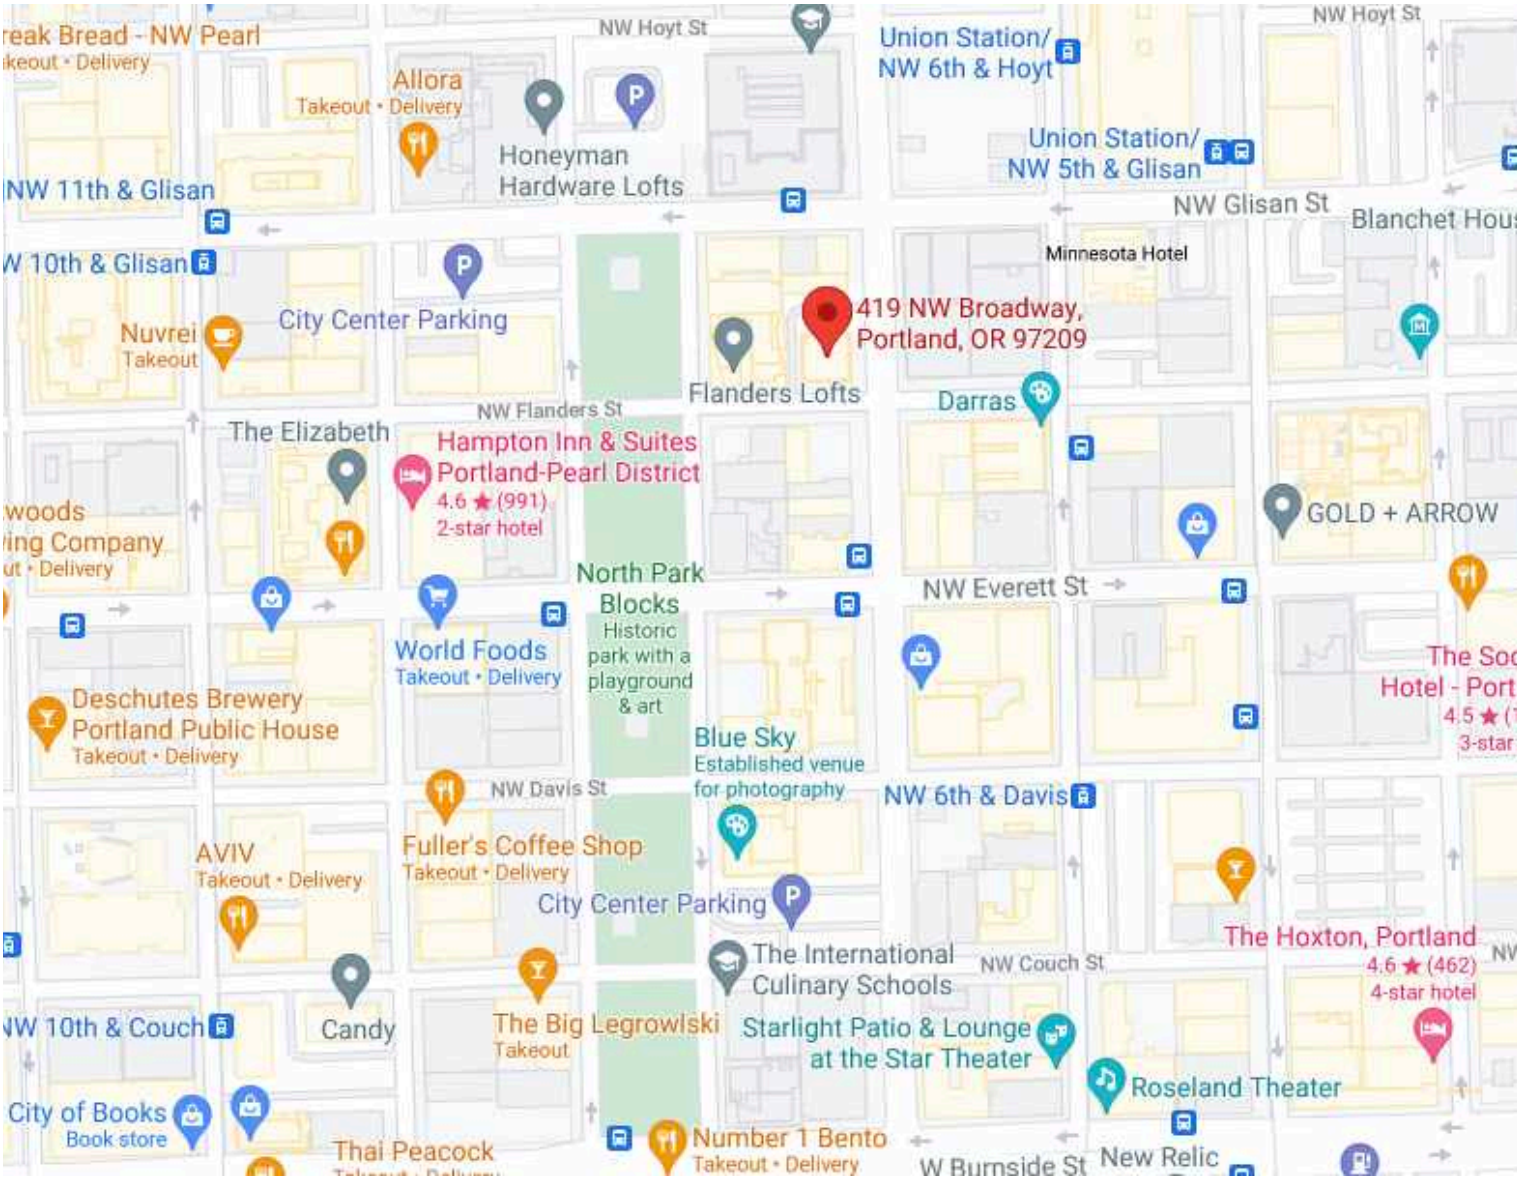 NW Hoyt St
NW Hoyt St
reak Bread - NW Pearl
keout • Delivery
Union Station/
NW 6th & Hoyt
Allora
Takeout • Delivery
P
Honeyman
Hardware Lofts
Union Station/
NW 5th & Glisan
NW 11th & Glisan
NW Glisan St
Blanchet Hous
W 10th & Glisan
P
City Center Parking
Minnesota Hotel
Nuvrei
Takeout
419 NW Broadway,
Portland, OR 97209
M
Flanders Lofts
Darras
NW Flanders St
The Elizabeth
Hampton Inn & Suites
Portland-Pearl District
4.6 ★ (991)
2-star hotel
woods
ing Company
ut • Delivery
GOLD + ARROW
North Park
Blocks
Historic
park with a
playground
& art
NW Everett St
World Foods
Takeout • Delivery
The Soc
Hotel - Port
4.5 ★ (1
3-star
Deschutes Brewery
Portland Public House
Takeout • Delivery
Blue Sky
Established venue
for photography
NW Davis St
NW 6th & Davis
Fuller's Coffee Shop
Takeout • Delivery
AVIV
Takeout • Delivery
City Center Parking
P
The Hoxton, Portland
4.6 ★ (462)
4-star hotel
NW
The International
Culinary Schools
NW Couch St
NW 10th & Couch
Candy
The Big Legrowlski
Takeout
Starlight Patio & Lounge
at the Star Theater
Roseland Theater
City of Books
Book store
Thai Peacock
Takeout • Delivery
Number 1 Bento
Takeout • Delivery
W Burnside St
New Relic